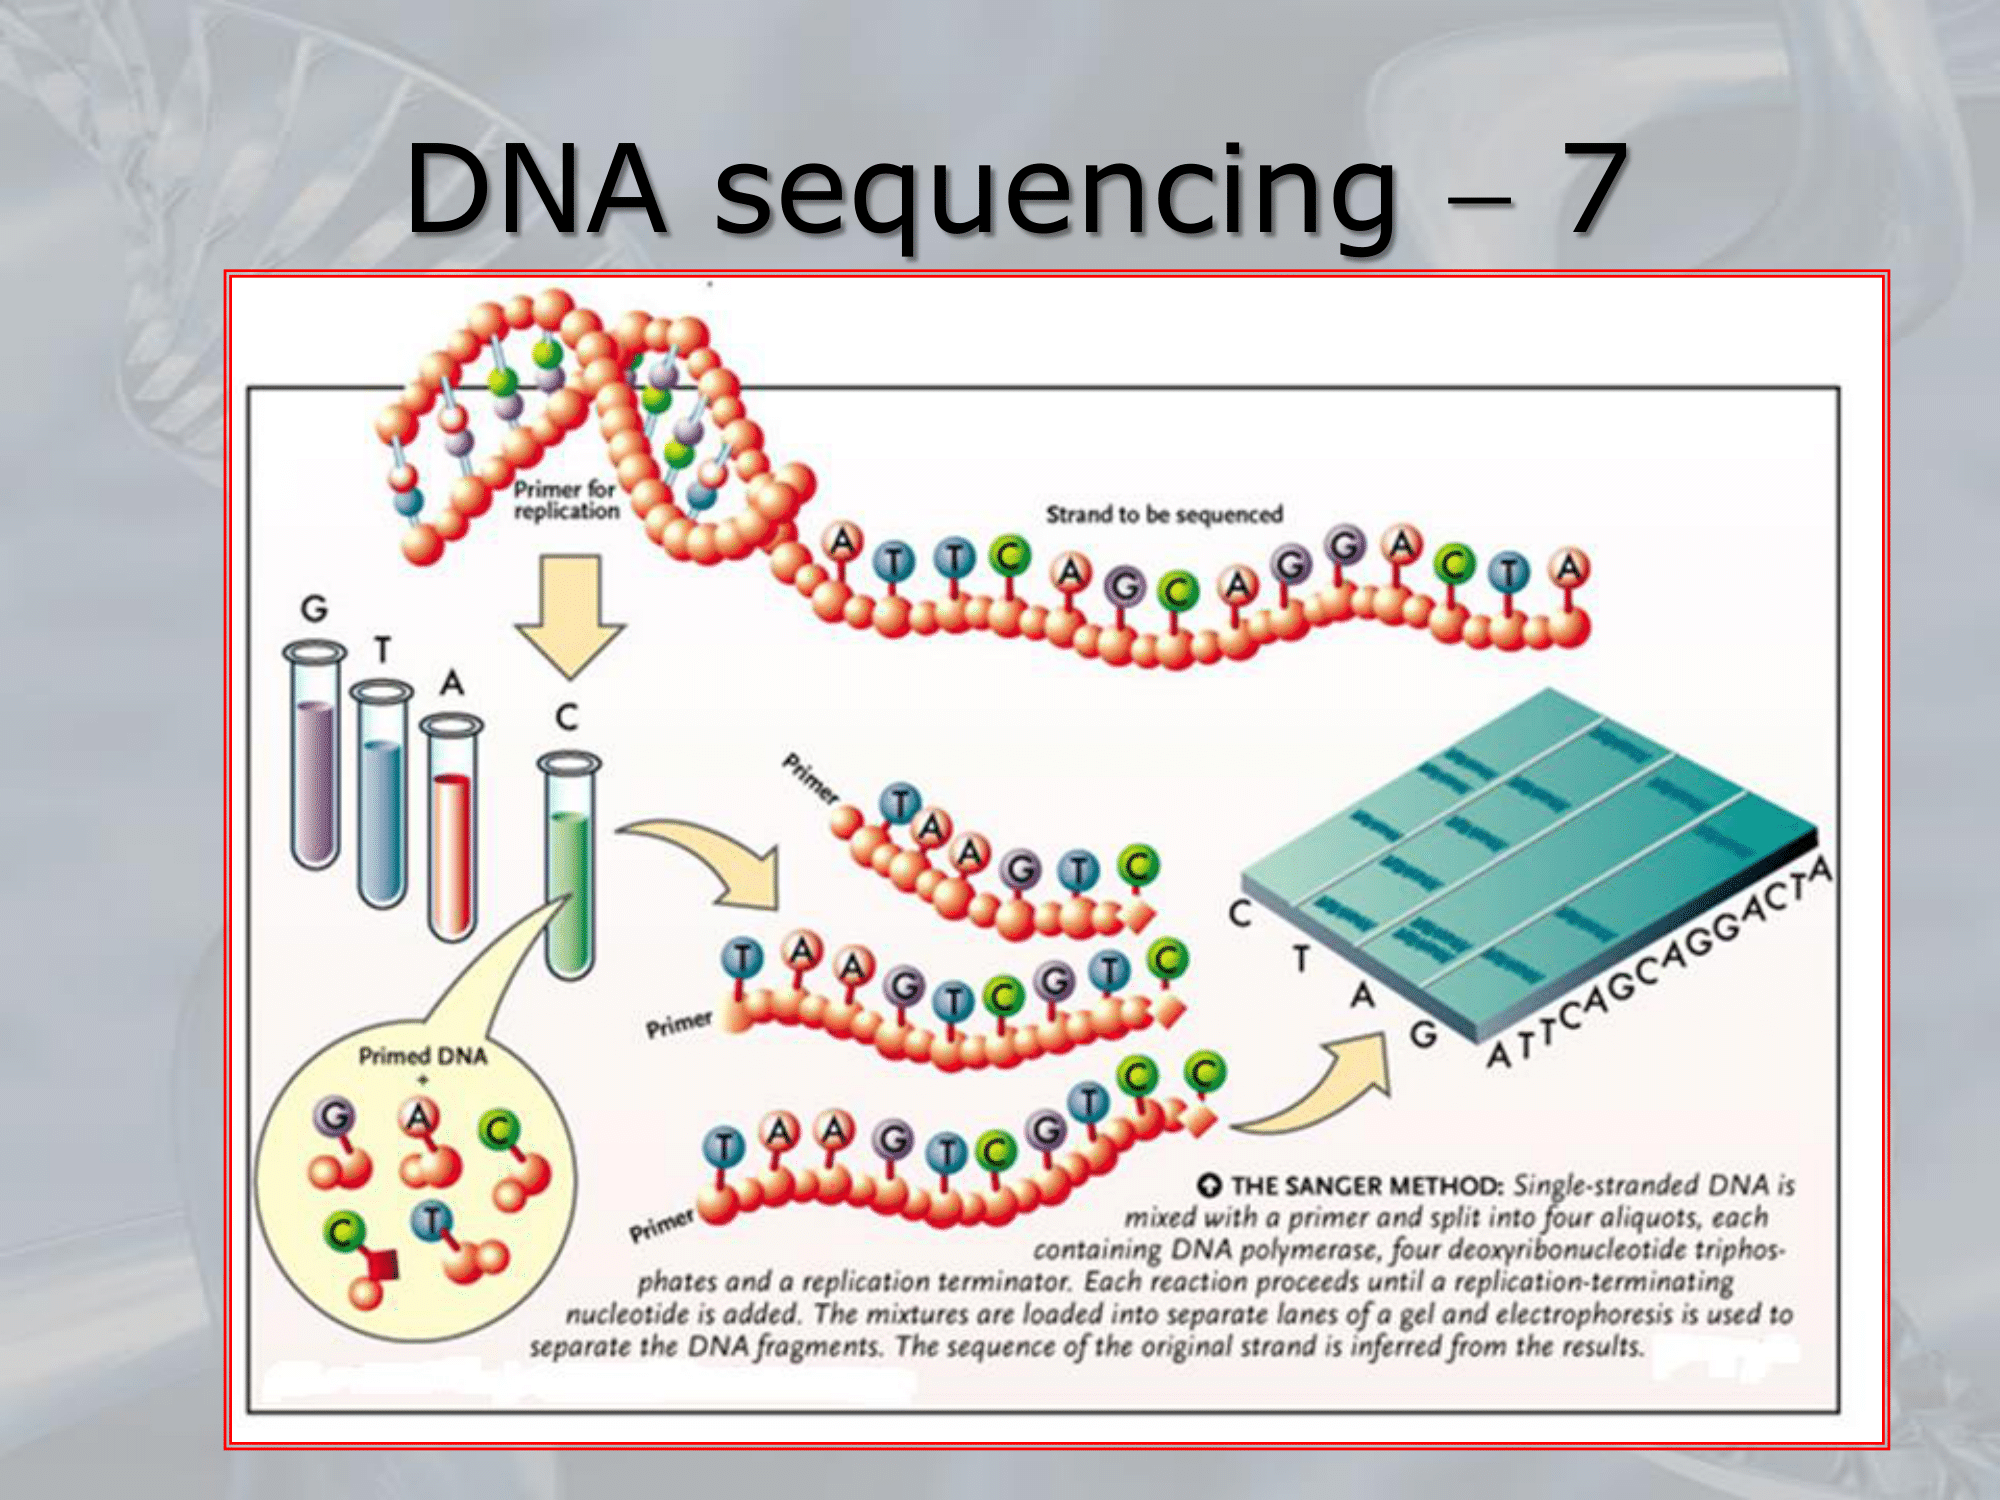 DNA sequencing – 7
Primer for
replication
Strand to be sequenced
A T T C A G C A G G A C T A
G
T
A
C
Primer
T A A G T C
Primer
T A A G T C G T C
Primer
T A A G T C G T C C
Primed DNA
+
G A C
C T
C
T
A
G
ATTCAGCAGGACTA
THE SANGER METHOD: Single-stranded DNA is
mixed with a primer and split into four aliquots, each
containing DNA polymerase, four deoxyribonucleotide triphos-
phates and a replication terminator. Each reaction proceeds until a replication-terminating
nucleotide is added. The mixtures are loaded into separate lanes of a gel and electrophoresis is used to
separate the DNA fragments. The sequence of the original strand is inferred from the results.